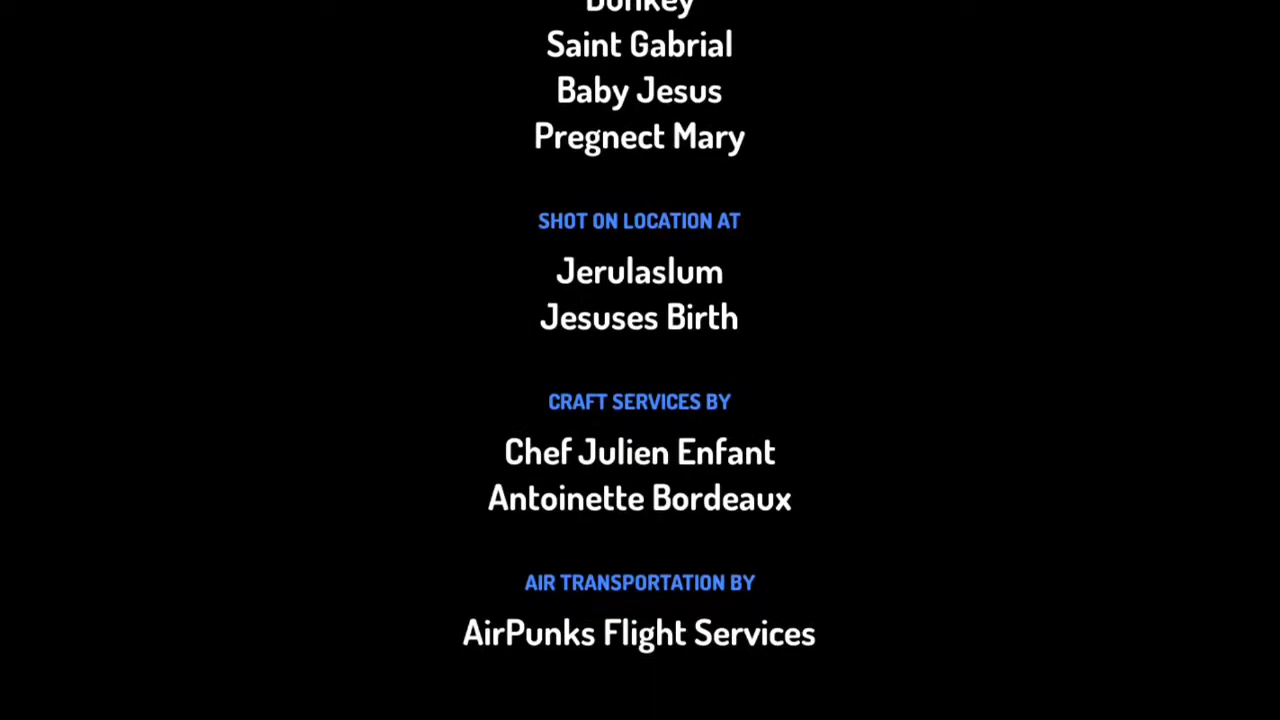 Donkey
Saint Gabrial
Baby Jesus
Pregnect Mary
SHOT ON LOCATION AT
Jerulaslum
Jesuses Birth
CRAFT SERVICES BY
Chef Julien Enfant
Antoinette Bordeaux
AIR TRANSPORTATION BY
AirPunks Flight Services